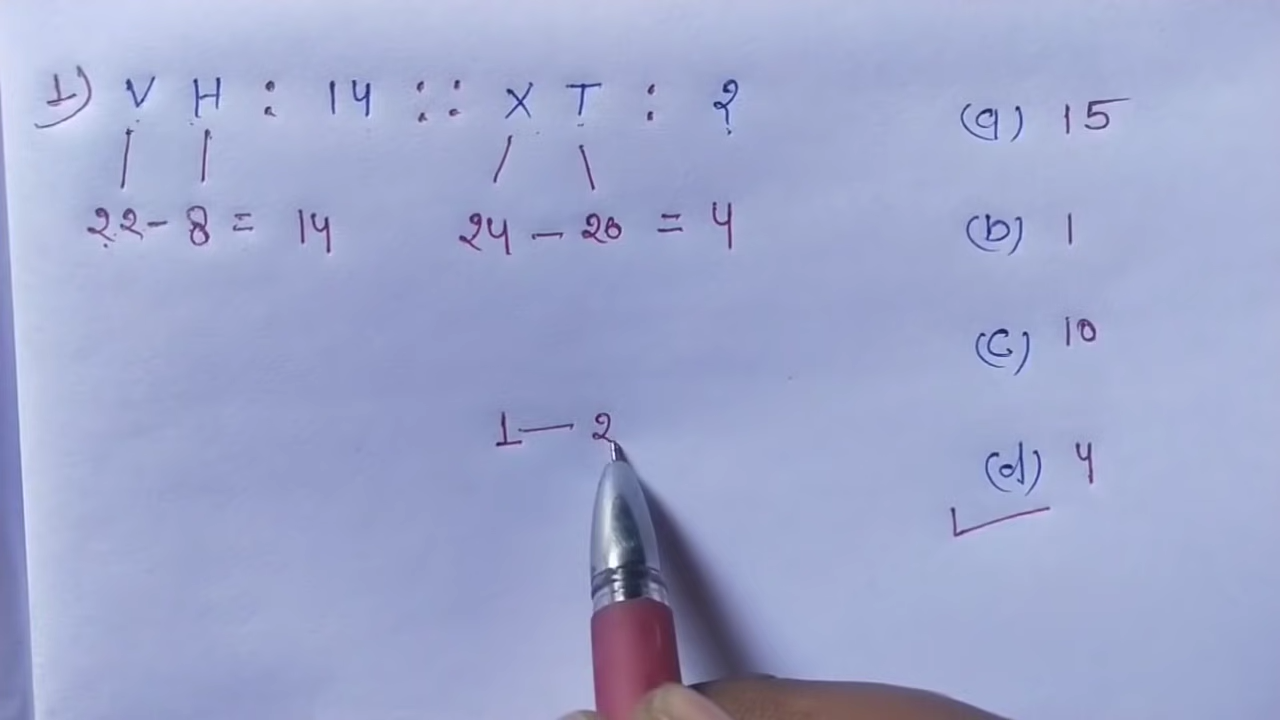 1) V H : 14 :: X T : ?
22 - 8 = 14 24 - 20 = 4
1 — 2
(a) 15
(b) 1
(c) 10
(d) 4